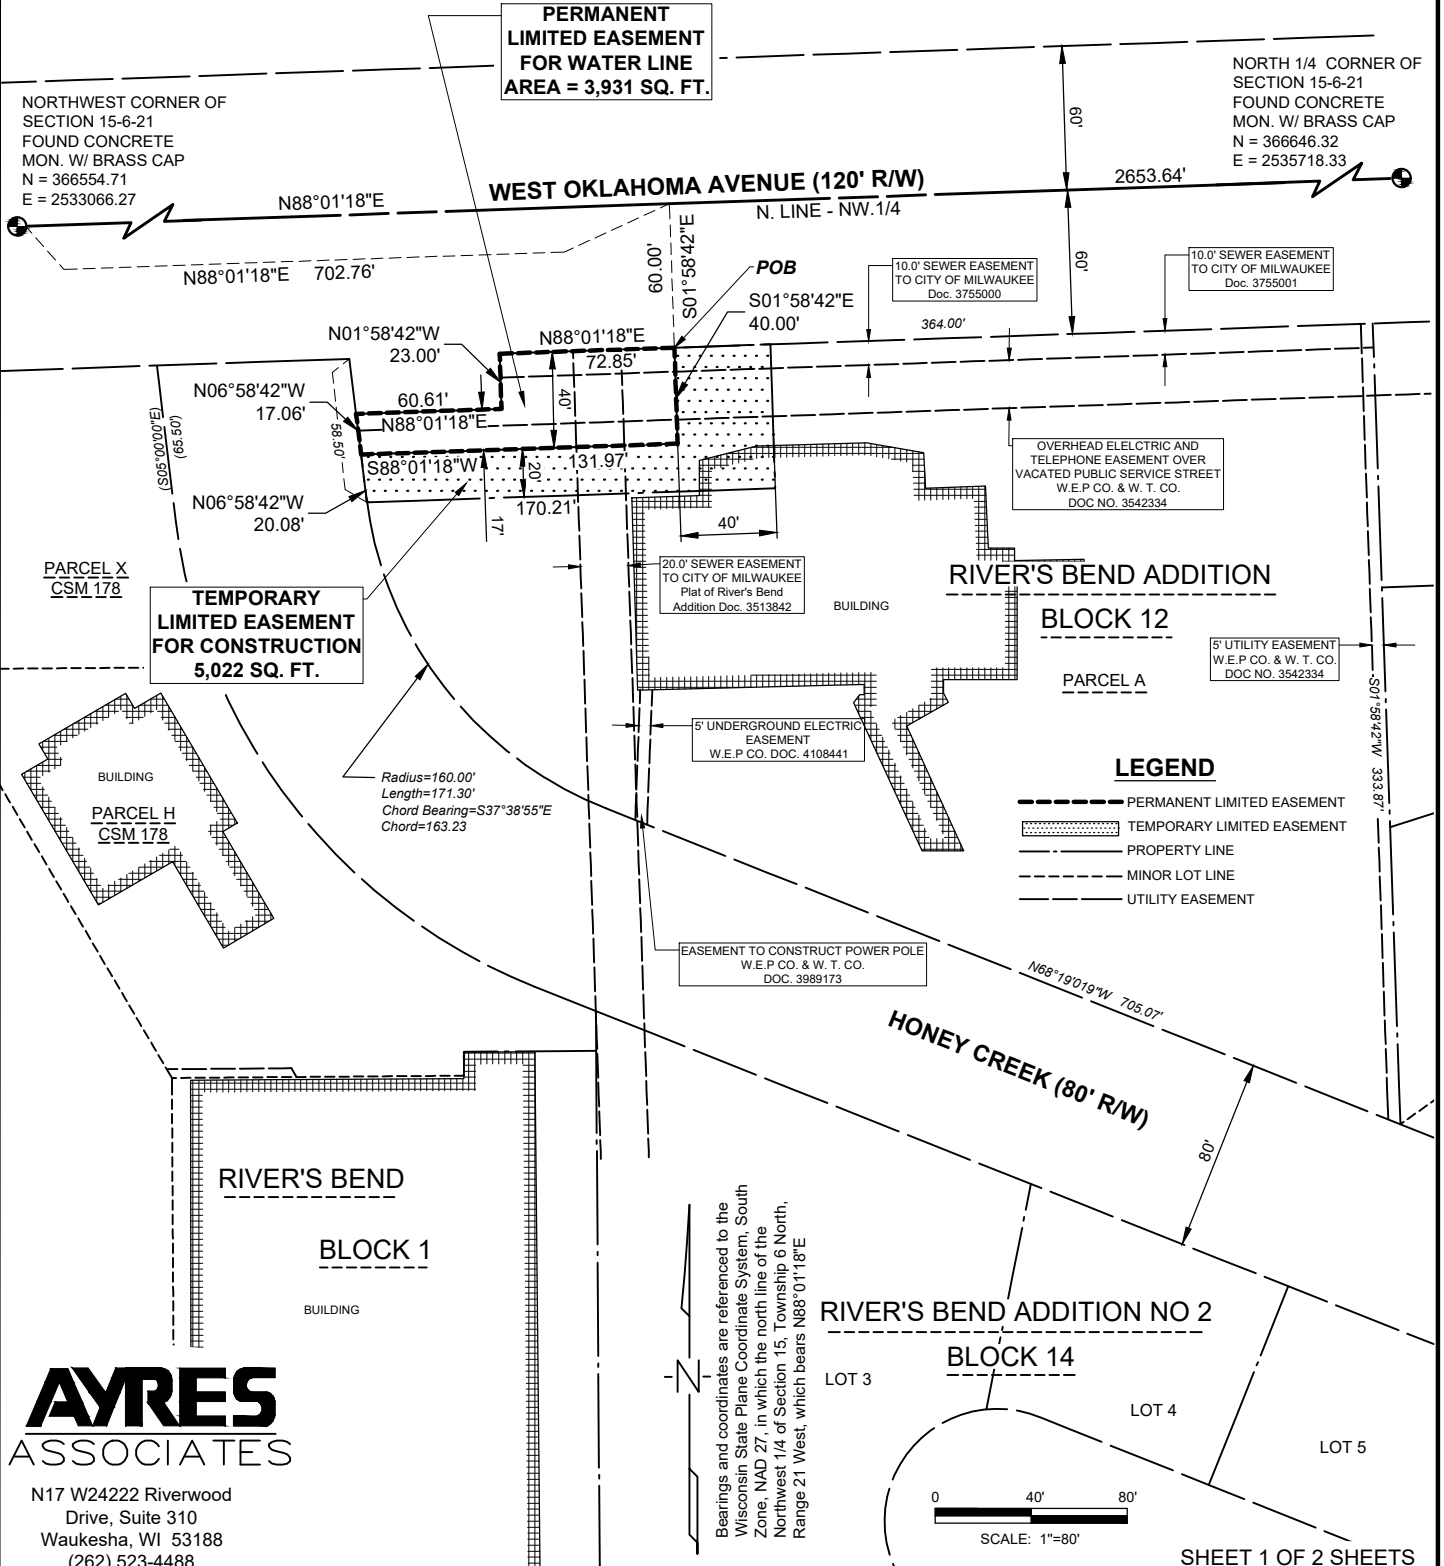 PERMANENT
LIMITED EASEMENT
FOR WATER LINE
AREA = 3,931 SQ. FT.
NORTHWEST CORNER OF
SECTION 15-6-21
FOUND CONCRETE
MON. W/ BRASS CAP
N = 366554.71
E = 2533066.27
NORTH 1/4 CORNER OF
SECTION 15-6-21
FOUND CONCRETE
MON. W/ BRASS CAP
N = 366646.32
E = 2535718.33
60'
N88°01'18"E
WEST OKLAHOMA AVENUE (120' R/W)
2653.64'
N. LINE - NW.1/4
N88°01'18"E 702.76'
60.00'
S01°58'42"E
POB
60'
10.0' SEWER EASEMENT
TO CITY OF MILWAUKEE
Doc. 3755000
10.0' SEWER EASEMENT
TO CITY OF MILWAUKEE
Doc. 3755001
S01°58'42"E
40.00'
364.00'
N01°58'42"W
23.00'
N88°01'18"E
72.85'
N06°58'42"W
17.06'
60.61'
N88°01'18"E
40'
(S05°00'00"E)
(65.50')
58.50'
S88°01'18"W
131.97'
20'
N06°58'42"W
20.08'
170.21'
17'
40'
OVERHEAD ELELCTRIC AND
TELEPHONE EASEMENT OVER
VACATED PUBLIC SERVICE STREET
W.E.P CO. & W. T. CO.
DOC NO. 3542334
PARCEL X
CSM 178
TEMPORARY
LIMITED EASEMENT
FOR CONSTRUCTION
5,022 SQ. FT.
20.0' SEWER EASEMENT
TO CITY OF MILWAUKEE
Plat of River's Bend
Addition Doc. 3513842
BUILDING
RIVER'S BEND ADDITION
BLOCK 12
PARCEL A
5' UTILITY EASEMENT
W.E.P CO. & W. T. CO.
DOC NO. 3542334
S01°58'42"W 333.87'
5' UNDERGROUND ELECTRIC
EASEMENT
W.E.P CO. DOC. 4108441
BUILDING
PARCEL H
CSM 178
Radius=160.00'
Length=171.30'
Chord Bearing=S37°38'55"E
Chord=163.23
LEGEND
PERMANENT LIMITED EASEMENT
TEMPORARY LIMITED EASEMENT
PROPERTY LINE
MINOR LOT LINE
UTILITY EASEMENT
EASEMENT TO CONSTRUCT POWER POLE
W.E.P CO. & W. T. CO.
DOC. 3989173
N68°19'019"W 705.07'
HONEY CREEK (80' R/W)
80'
RIVER'S BEND
BLOCK 1
BUILDING
N
Bearings and coordinates are referenced to the
Wisconsin State Plane Coordinate System, South
Zone, NAD 27, in which the north line of the
Northwest 1/4 of Section 15, Township 6 North,
Range 21 West, which bears N88°01'18"E
RIVER'S BEND ADDITION NO 2
BLOCK 14
LOT 3
LOT 4
LOT 5
AYRES
ASSOCIATES
N17 W24222 Riverwood
Drive, Suite 310
Waukesha, WI 53188
(262) 523-4488
0 40' 80'
SCALE: 1"=80'
SHEET 1 OF 2 SHEETS